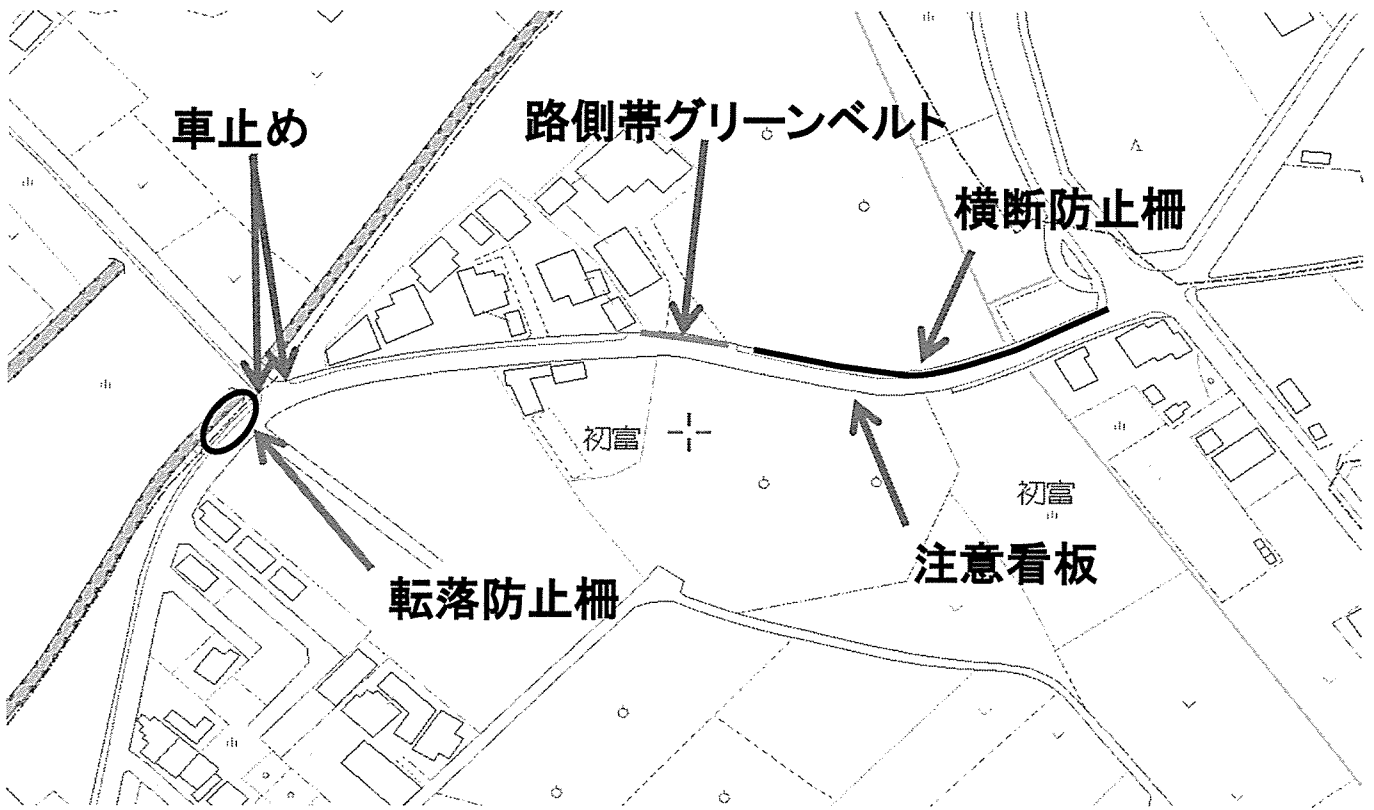 車止め
路側帯グリーンベルト
横断防止柵
初富
初富
注意看板
転落防止柵